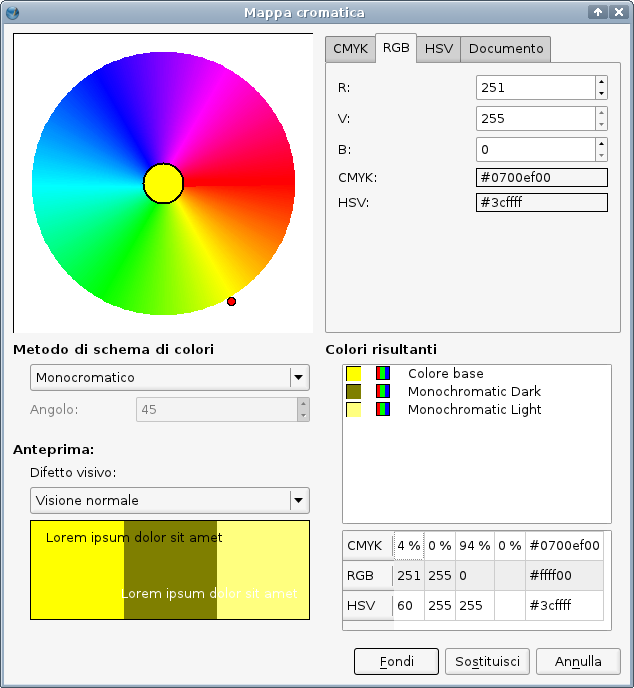 Mappa cromatica
CMYK RGB HSV Documento
R: 251
V: 255
B: 0
CMYK: #0700ef00
HSV: #3cffff
Metodo di schema di colori
Monocromatico
Angolo: 45
Anteprima:
Difetto visivo:
Visione normale
Lorem ipsum dolor sit amet
Lorem ipsum dolor sit amet
Colori risultanti
Colore base
Monochromatic Dark
Monochromatic Light
CMYK 4 % 0 % 94 % 0 % #0700ef00
RGB 251 255 0 #ffff00
HSV 60 255 255 #3cffff
Fondi Sostituisci Annulla